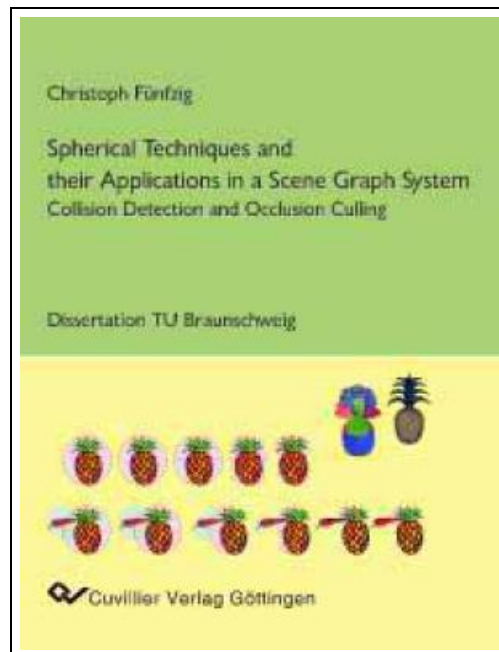 Christoph Fünfzig
Spherical Techniques and
their Applications in a Scene Graph System
Collision Detection and Occlusion Culling
Dissertation TU Braunschweig
Cuvillier Verlag Göttingen